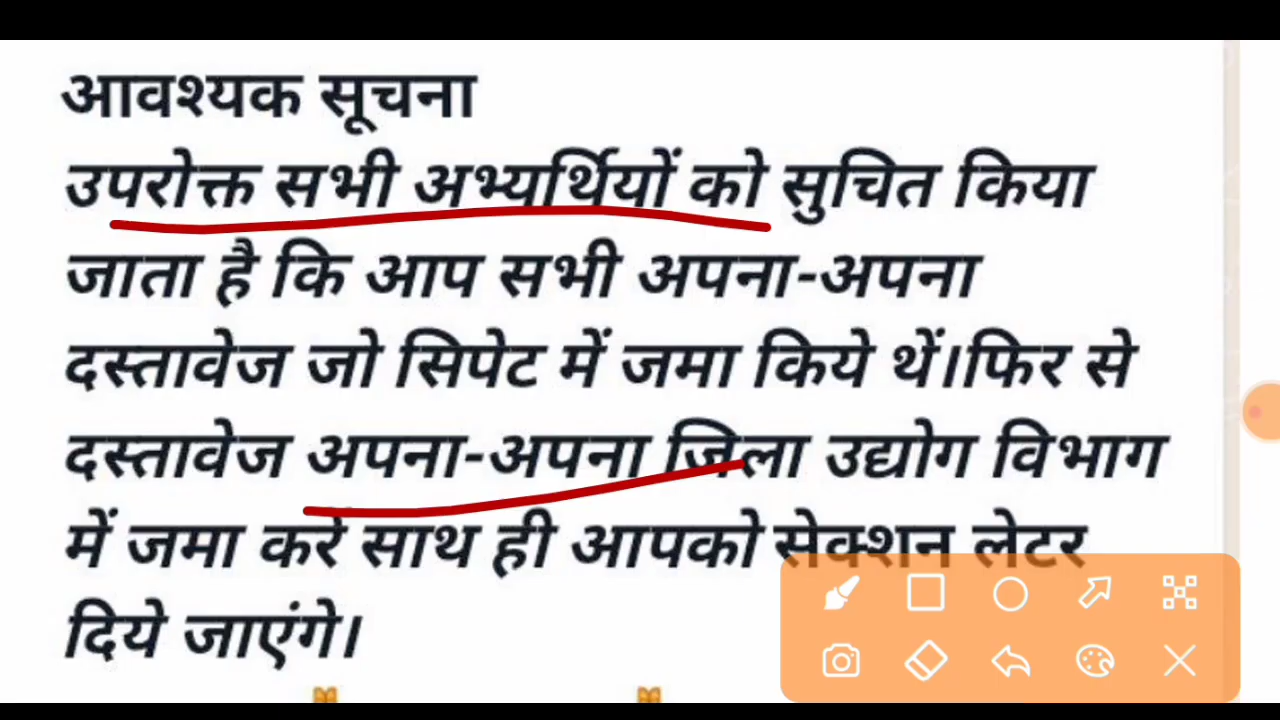 आवश्यक सूचना
उपरोक्त सभी अभ्यर्थियों को सुचित किया
जाता है कि आप सभी अपना-अपना
दस्तावेज जो सिपेट में जमा किये थें।फिर से
दस्तावेज अपना-अपना जिला उद्योग विभाग
में जमा करे साथ ही आपको सेक्शन लेटर
दिये जाएंगे।